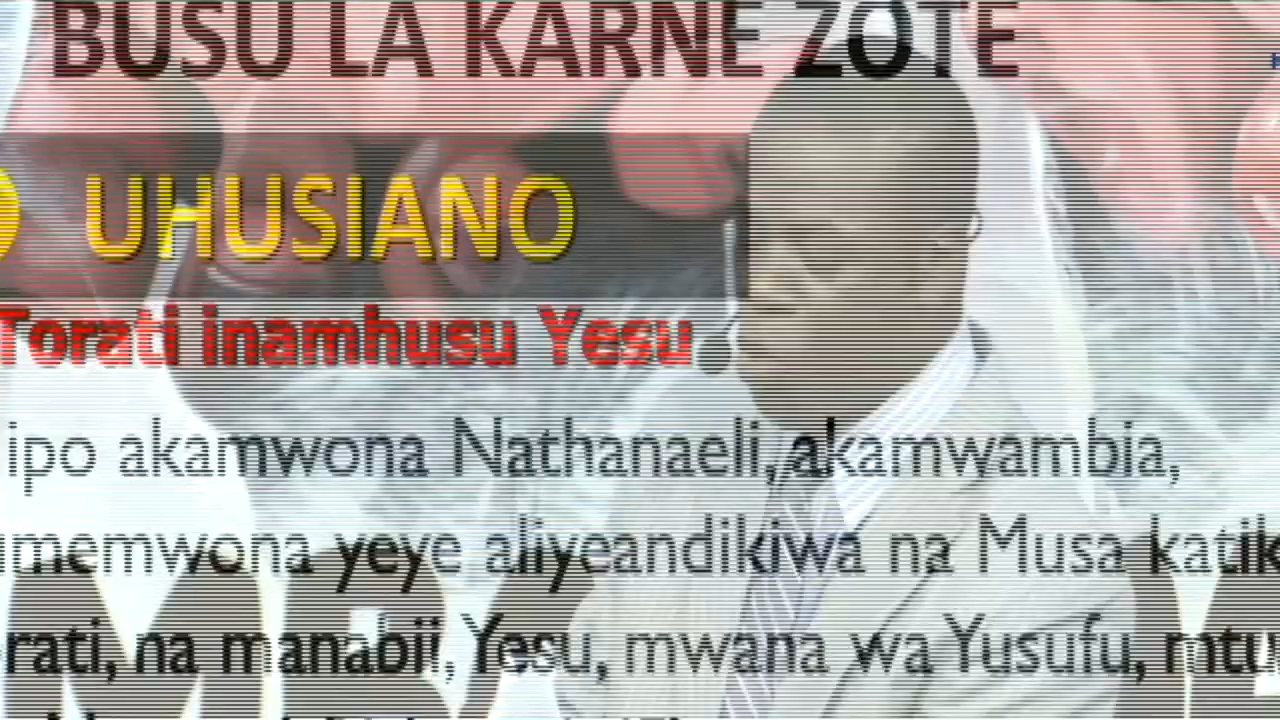 BUSU LA KARNE ZOTE
UHUSIANO
Torati inamhusu Yesu
ipo akamwona Nathanaeli, akamwambia,
memwona yeye aliyeandikiwa na Musa katik
rati, na manabii, Yesu, mwana wa Yusufu, mtu